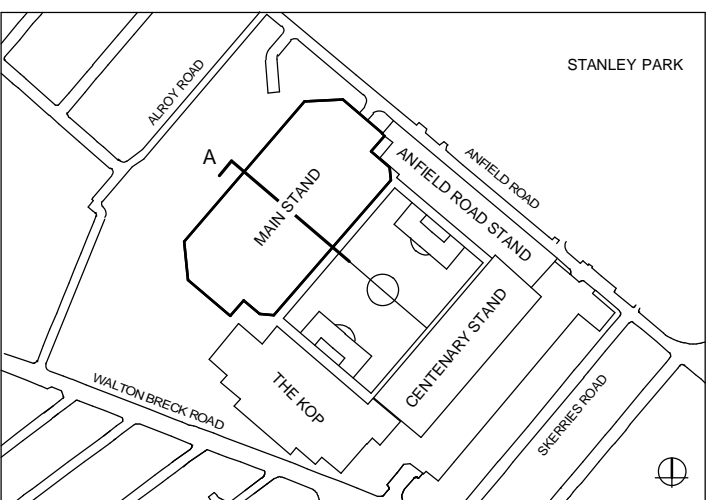 STANLEY PARK
ALROY ROAD
A
MAIN STAND
ANFIELD ROAD
ANFIELD ROAD STAND
CENTENARY STAND
THE KOP
WALTON BRECK ROAD
SKERRIES ROAD